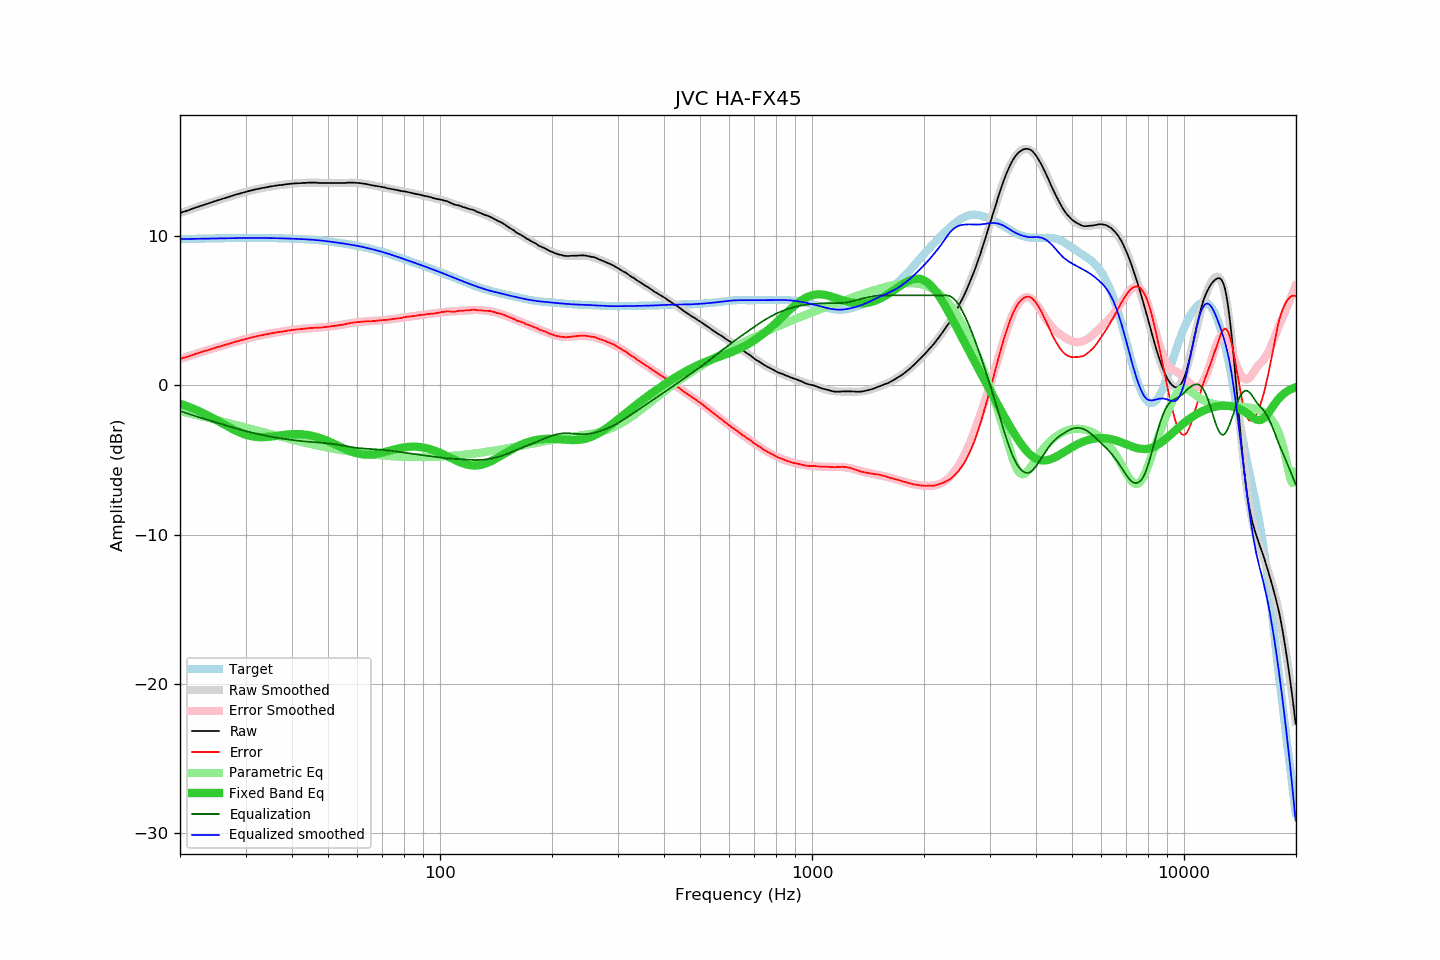 JVC HA-FX45
10
0
−10
−20
−30
Amplitude (dBr)
Target
Raw Smoothed
Error Smoothed
Raw
Error
Parametric Eq
Fixed Band Eq
Equalization
Equalized smoothed
100
1000
10000
Frequency (Hz)